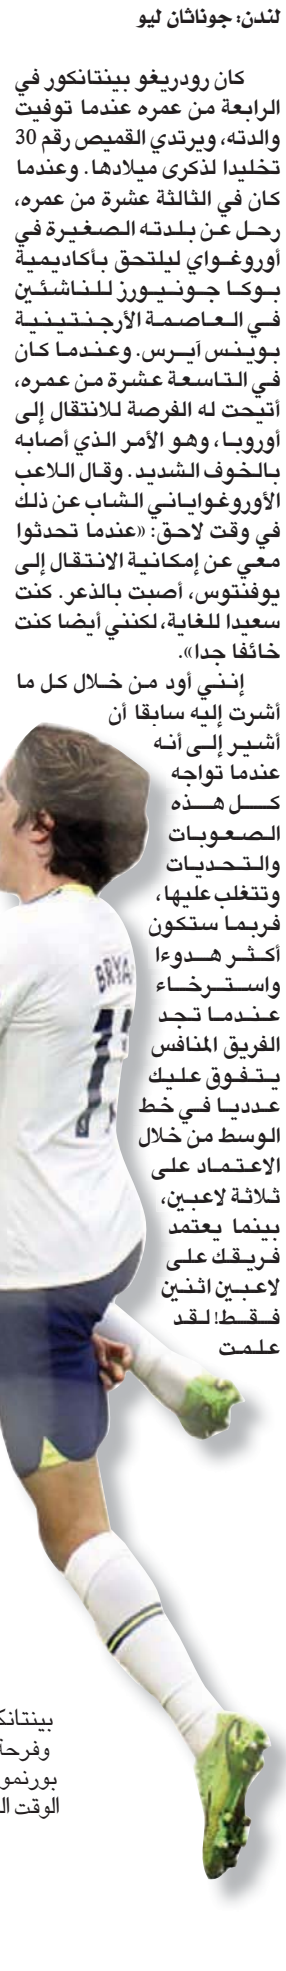 لندن: جوناثان ليو
كان رودريغو بينتانكور في
الرابعة من عمره عندما توفيت
والدته، ويرتدي القميص رقم 30
تخليدا لذكرى ميلادها. وعندما
كان في الثالثة عشرة من عمره،
رحل عن بلدته الصغيرة في
أوروغواي ليلتحق بأكاديمية
بوكا جونيورز للناشئين
في العاصمة الأرجنتينية
بوينس آيرس. وعندما كان
في التاسعة عشرة من عمره،
أتيحت له الفرصة للانتقال إلى
أوروبا، وهو الأمر الذي أصابه
بالخوف الشديد. وقال اللاعب
الأوروغواياني الشاب عن ذلك
في وقت لاحق: «عندما تحدثوا
معي عن إمكانية الانتقال إلى
يوفنتوس، أصبت بالذعر. كنت
سعيدا للغاية، لكنني أيضا كنت
خائفا جدا».
إنني أود من خلال كل ما
أشرت إليه سابقا أن
أشير إلى أنه
عندما تواجه
كل هذه
الصعوبات
والتحديات
وتتغلب عليها،
فربما ستكون
أكثر هدوءا
واسترخاء
عندما تجد
الفريق المنافس
يتفوق عليك
عدديا في خط
الوسط من خلال
الاعتماد على
ثلاثة لاعبين،
بينما يعتمد
فريقك على
لاعبين اثنين
فقط! لقد
علمت
BRYA
بينتانك
وفرحة
بورنمو
الوقت ال